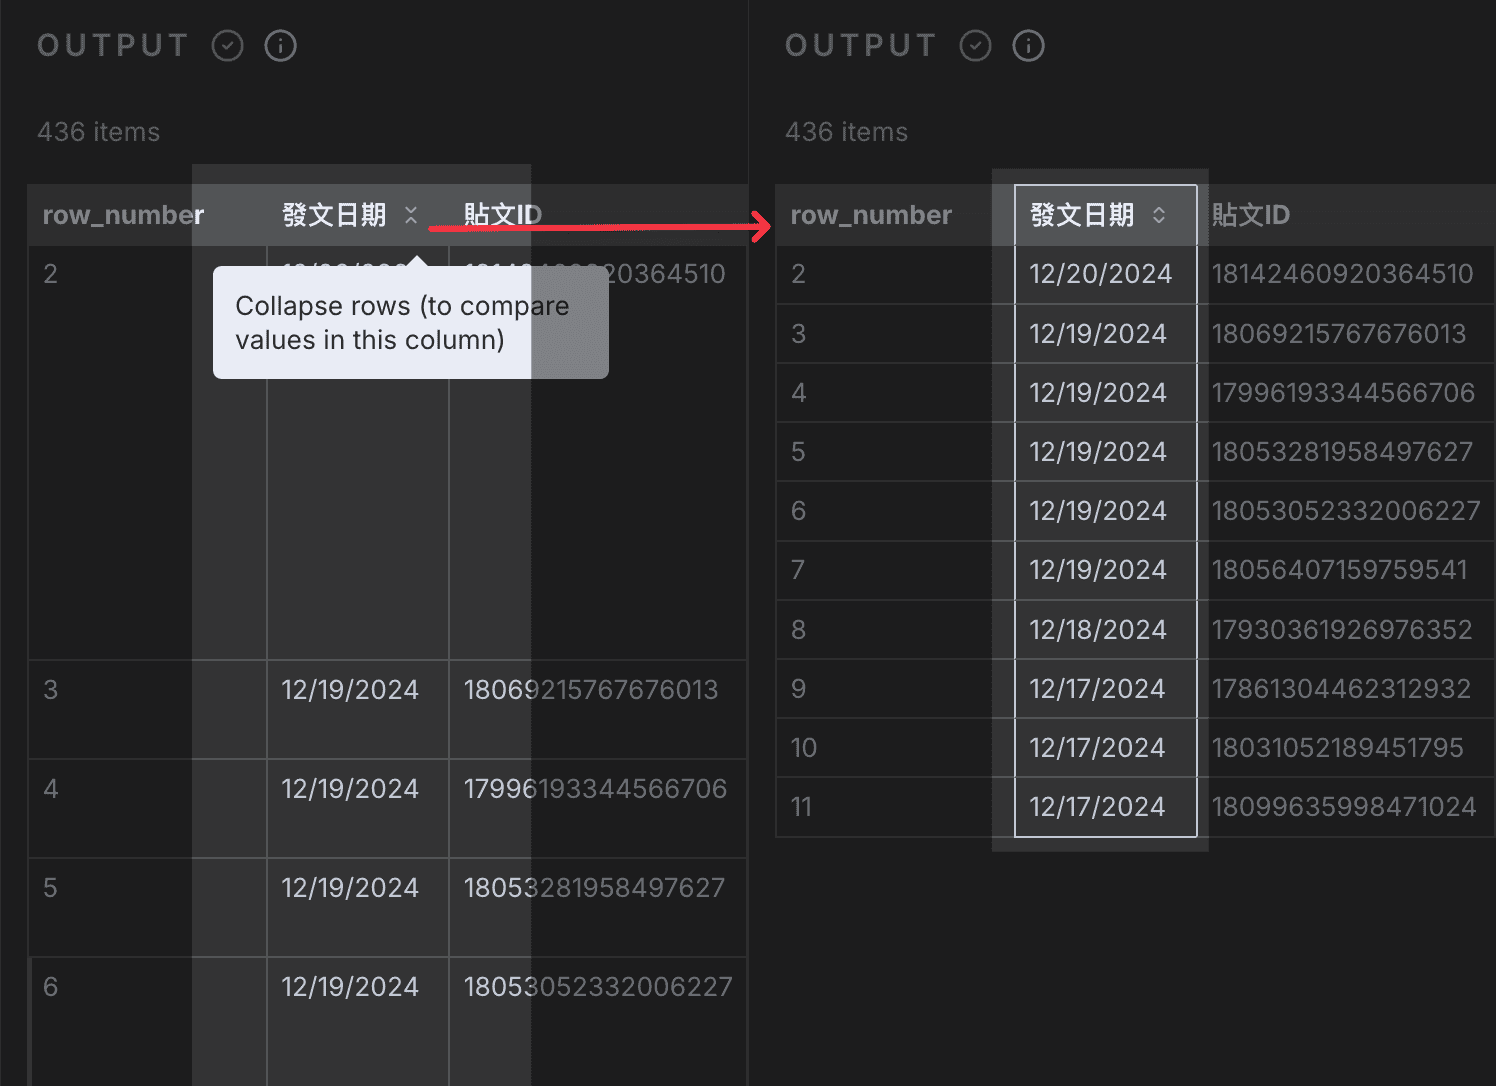 OUTPUT
436 items
row_number 發文日期 貼文ID
2
Collapse rows (to compare
values in this column)
3 12/19/2024 18069215767676013
4 12/19/2024 17996193344566706
5 12/19/2024 18053281958497627
6 12/19/2024 18053052332006227
OUTPUT
436 items
row_number 發文日期 貼文ID
2 12/20/2024 18142460920364510
3 12/19/2024 18069215767676013
4 12/19/2024 17996193344566706
5 12/19/2024 18053281958497627
6 12/19/2024 18053052332006227
7 12/19/2024 18056407159759541
8 12/18/2024 17930361926976352
9 12/17/2024 17861304462312932
10 12/17/2024 18031052189451795
11 12/17/2024 18099635998471024